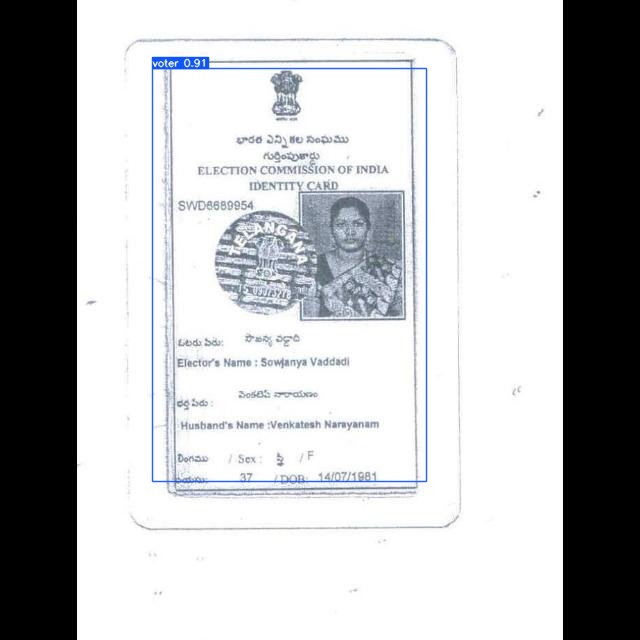 voter 0.91
భారత ఎన్నికల సంఘము
గుర్తింపుకార్డు
ELECTION COMMISSION OF INDIA
IDENTITY CARD
SWD6689954
TELANGANA
ఓటరు పేరు: సౌజన్య వడ్డాది
Elector's Name : Sowjanya Vaddadi
భర్త పేరు : వెంకటేష్ నారాయణం
Husband's Name :Venkatesh Narayanam
లింగము / Sex : స్త్రీ / F
వయసు: 37 / DOB: 14/07/1981